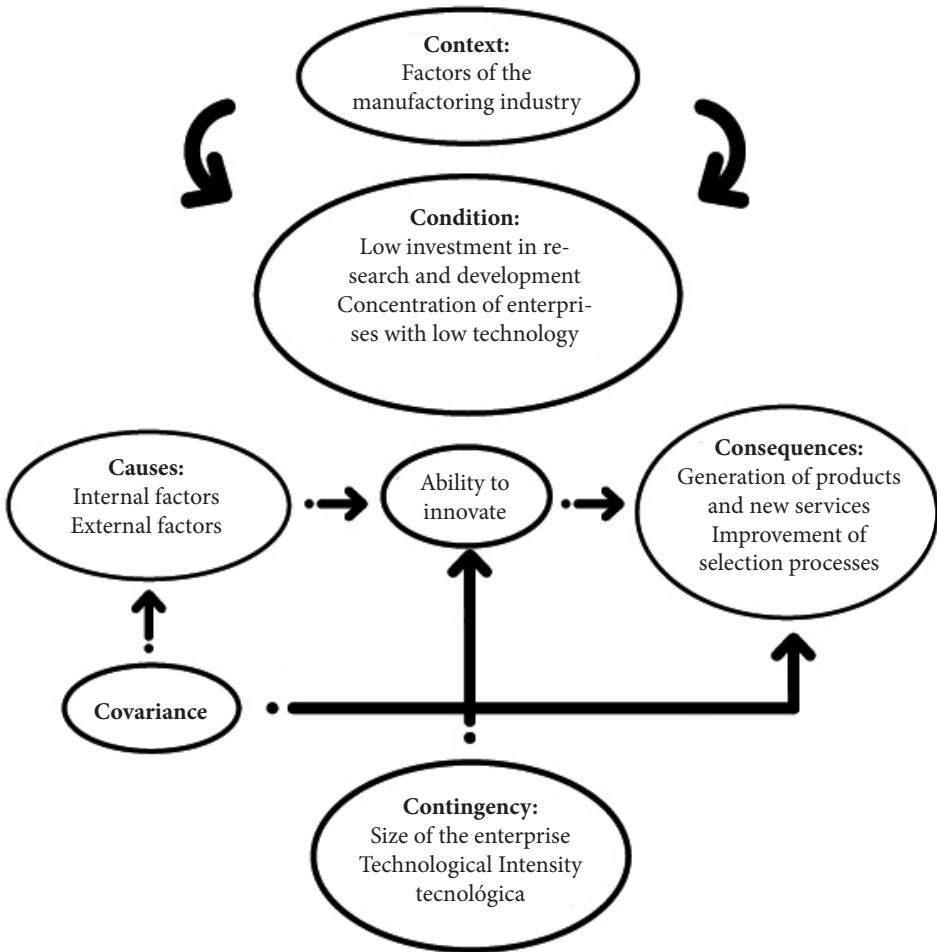 Context:
Factors of the
manufactoring industry
Condition:
Low investment in re-
search and development
Concentration of enterpri-
ses with low technology
Causes:
Internal factors
External factors
Ability to
innovate
Consequences:
Generation of products
and new services
Improvement of
selection processes
Covariance
Contingency:
Size of the enterprise
Technological Intensity
tecnológica